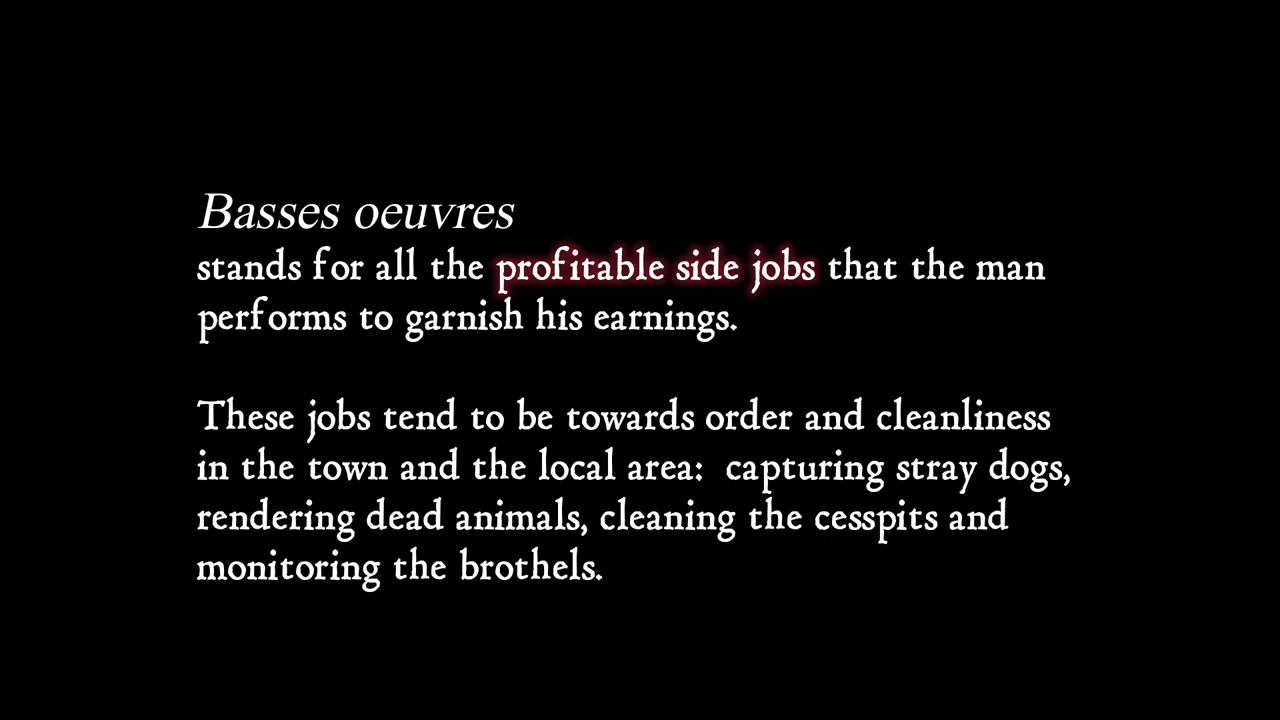 Basses oeuvres
stands for all the profitable side jobs that the man
performs to garnish his earnings.
These jobs tend to be towards order and cleanliness
in the town and the local area:  capturing stray dogs,
rendering dead animals, cleaning the cesspits and
monitoring the brothels.